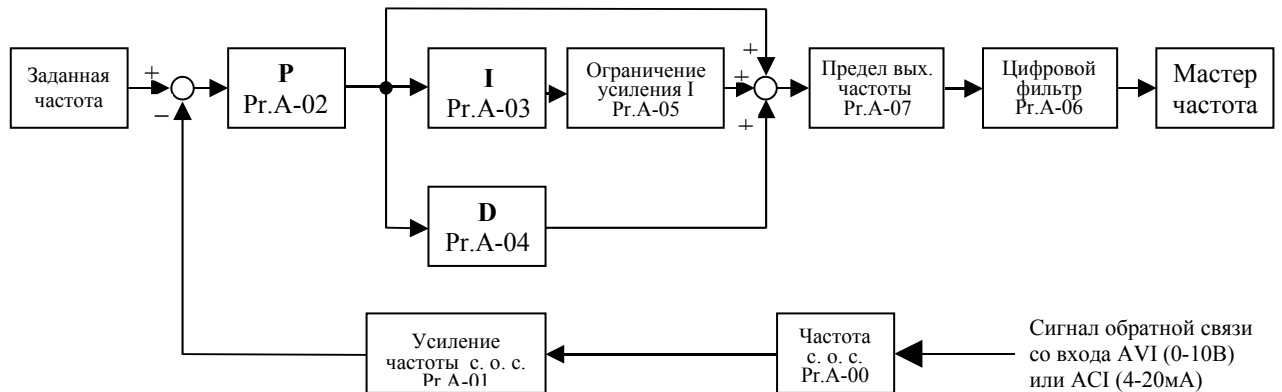 Заданная
частота
+
−
P
Pr.A-02
I
Pr.A-03
Ограничение
усиления I
Pr.A-05
+
+
+
Предел вых.
частоты
Pr.A-07
Цифровой
фильтр
Pr.A-06
Мастер
частота
D
Pr.A-04
Усиление
частоты с. о. с.
Pr.A-01
Частота
с. о. с.
Pr.A-00
Сигнал обратной связи
со входа AVI (0-10В)
или ACI (4-20мА)